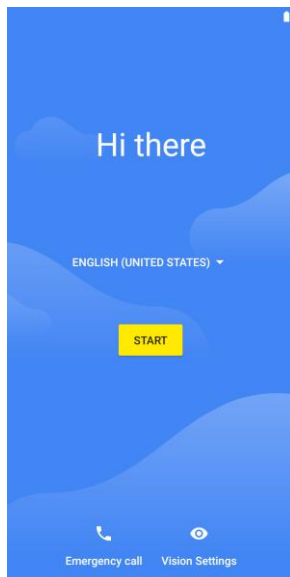 Hi there
ENGLISH (UNITED STATES)
START
Emergency call Vision Settings